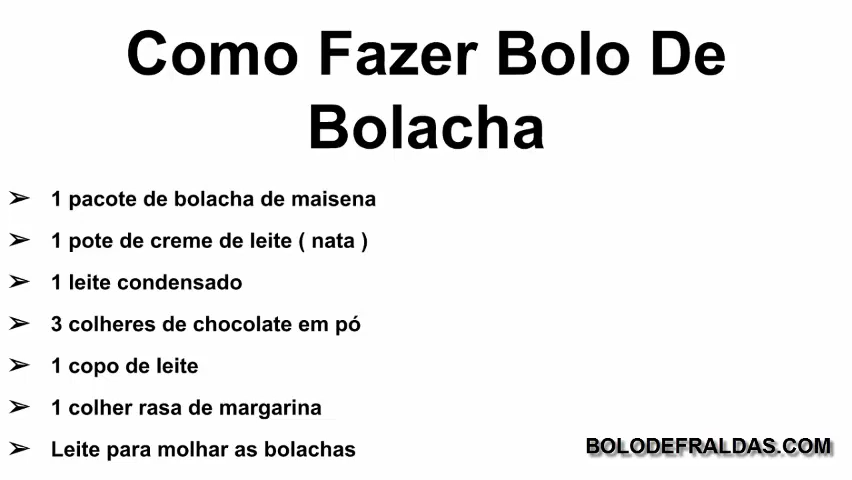 Como Fazer Bolo De
Bolacha
➢ 1 pacote de bolacha de maisena
➢ 1 pote de creme de leite ( nata )
➢ 1 leite condensado
➢ 3 colheres de chocolate em pó
➢ 1 copo de leite
➢ 1 colher rasa de margarina
➢ Leite para molhar as bolachas
BOLODEFRALDAS.COM